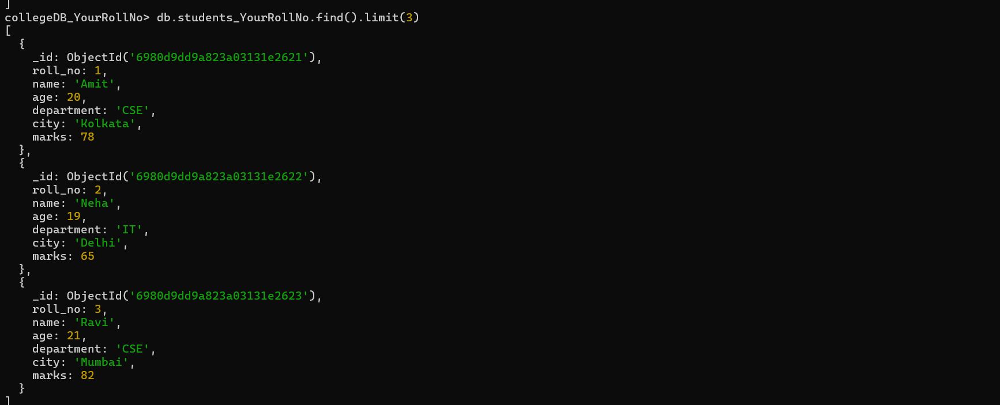 ]
collegeDB_YourRollNo> db.students_YourRollNo.find().limit(3)
[
  {
    _id: ObjectId('6980d9dd9a823a03131e2621'),
    roll_no: 1,
    name: 'Amit',
    age: 20,
    department: 'CSE',
    city: 'Kolkata',
    marks: 78
  },
  {
    _id: ObjectId('6980d9dd9a823a03131e2622'),
    roll_no: 2,
    name: 'Neha',
    age: 19,
    department: 'IT',
    city: 'Delhi',
    marks: 65
  },
  {
    _id: ObjectId('6980d9dd9a823a03131e2623'),
    roll_no: 3,
    name: 'Ravi',
    age: 21,
    department: 'CSE',
    city: 'Mumbai',
    marks: 82
  }
]